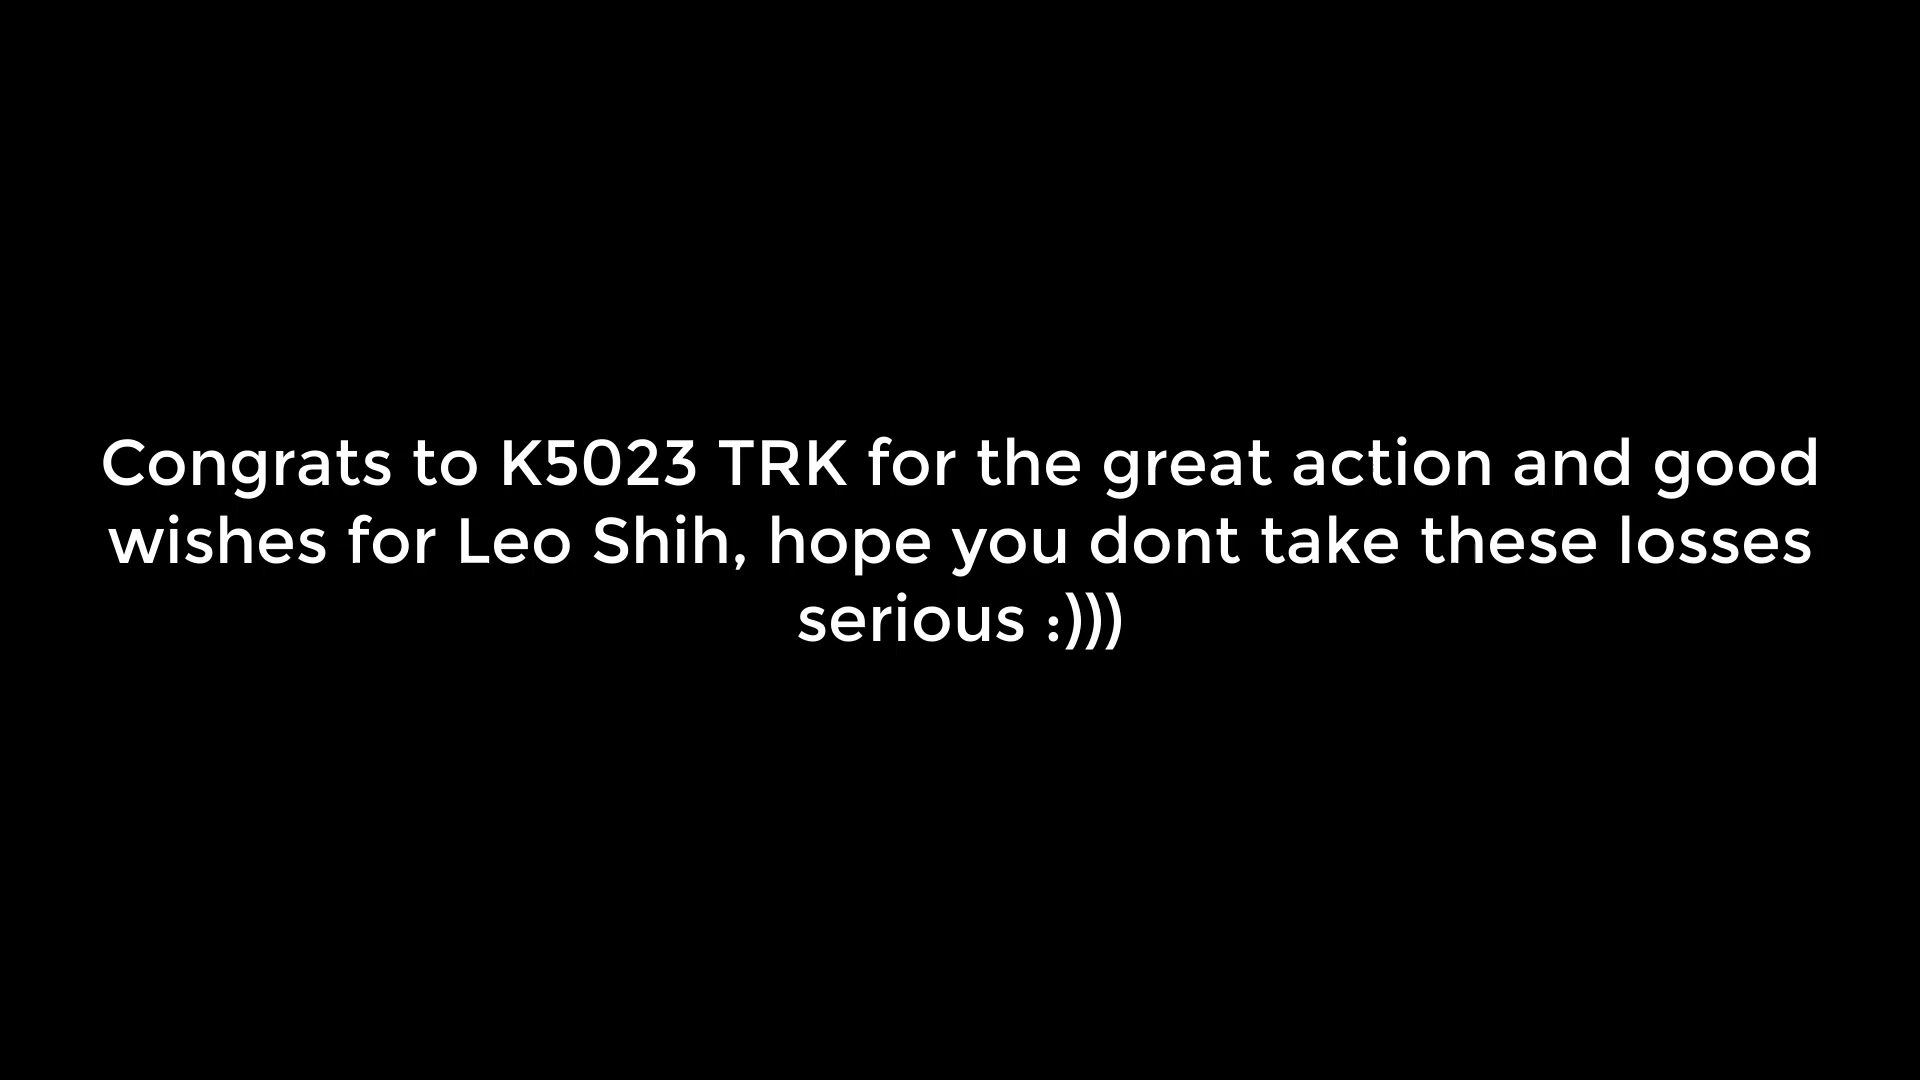 Congrats to K5023 TRK for the great action and good
wishes for Leo Shih, hope you dont take these losses
serious :)))